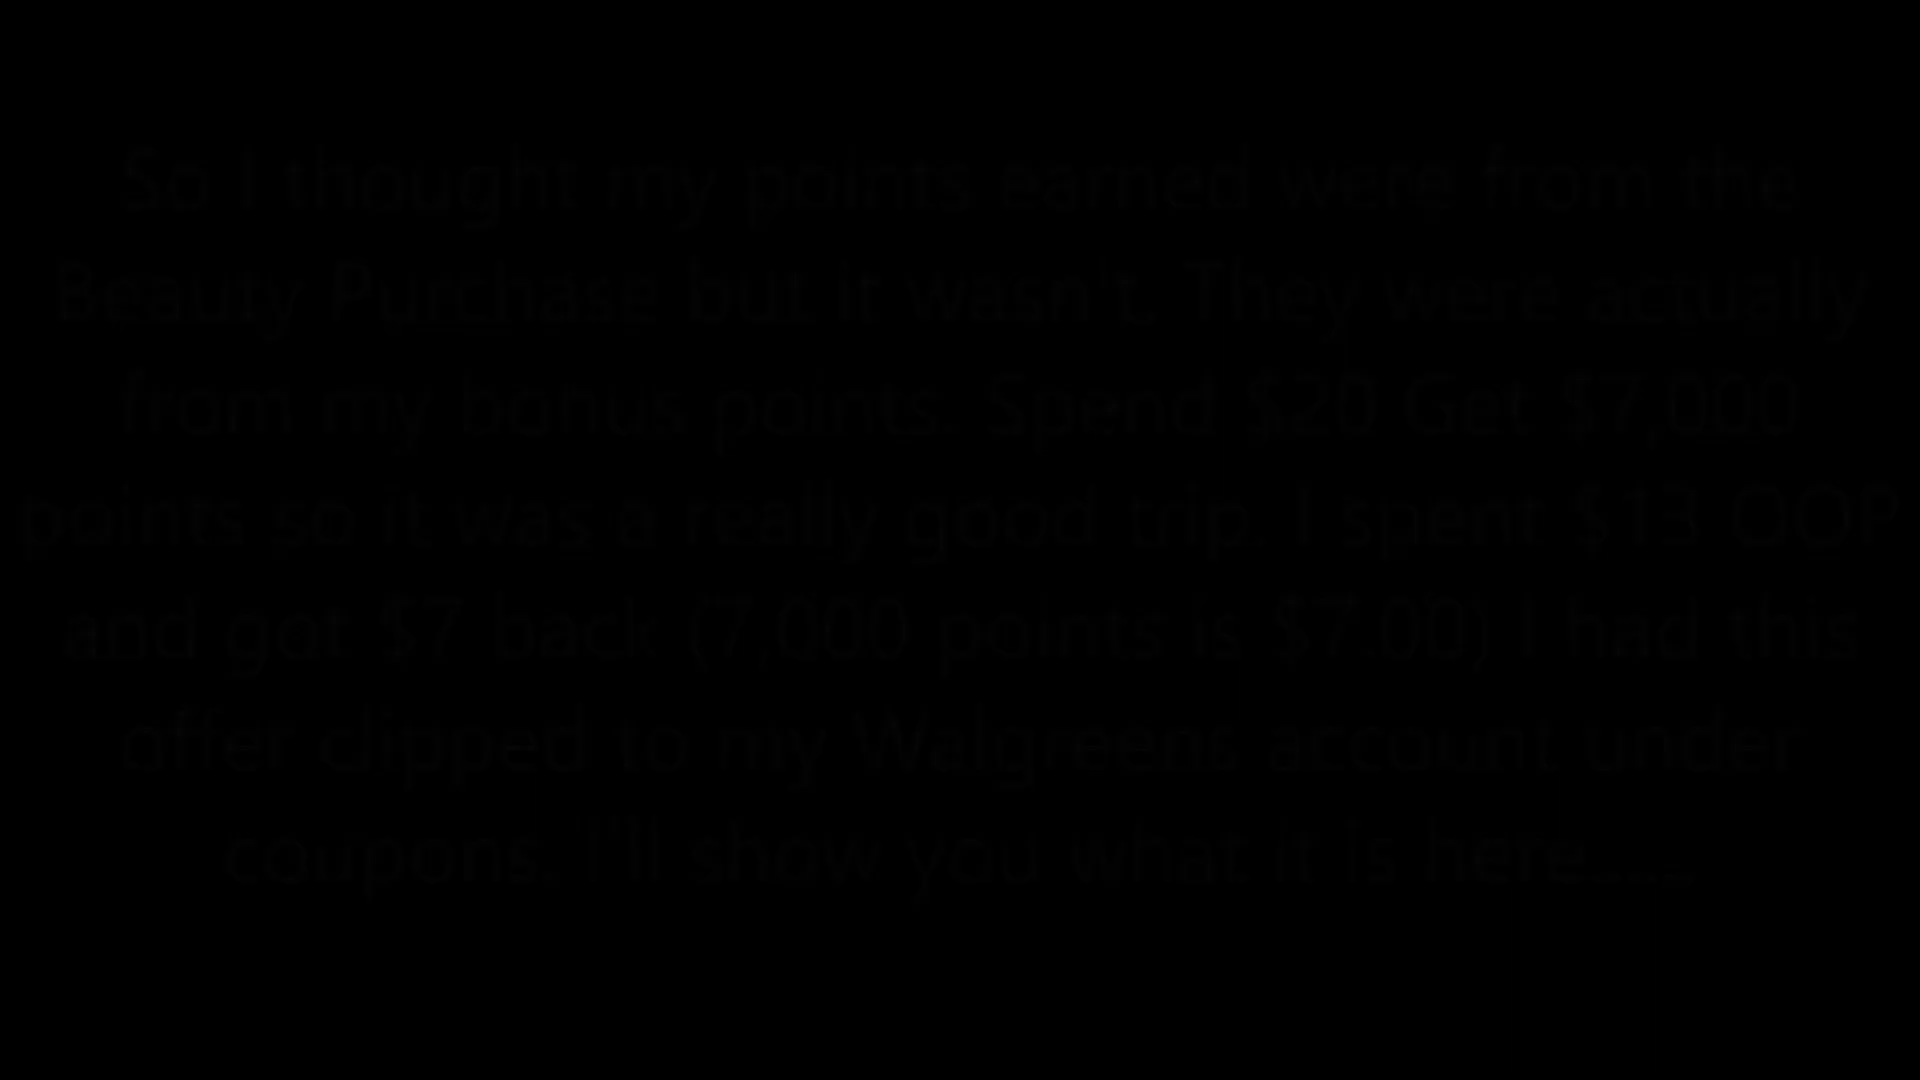 So I thought my points earned were from the
Beauty Purchase but it wasn't. They were actually
from my bonus points. Spend $20 Get $7,000
points so it was a really good trip. I spent $13 OOP
and got $7 back (7,000 points is $7.00) I had this
offer clipped to my Walgreens account under
coupons. I'll show you what it is here.....